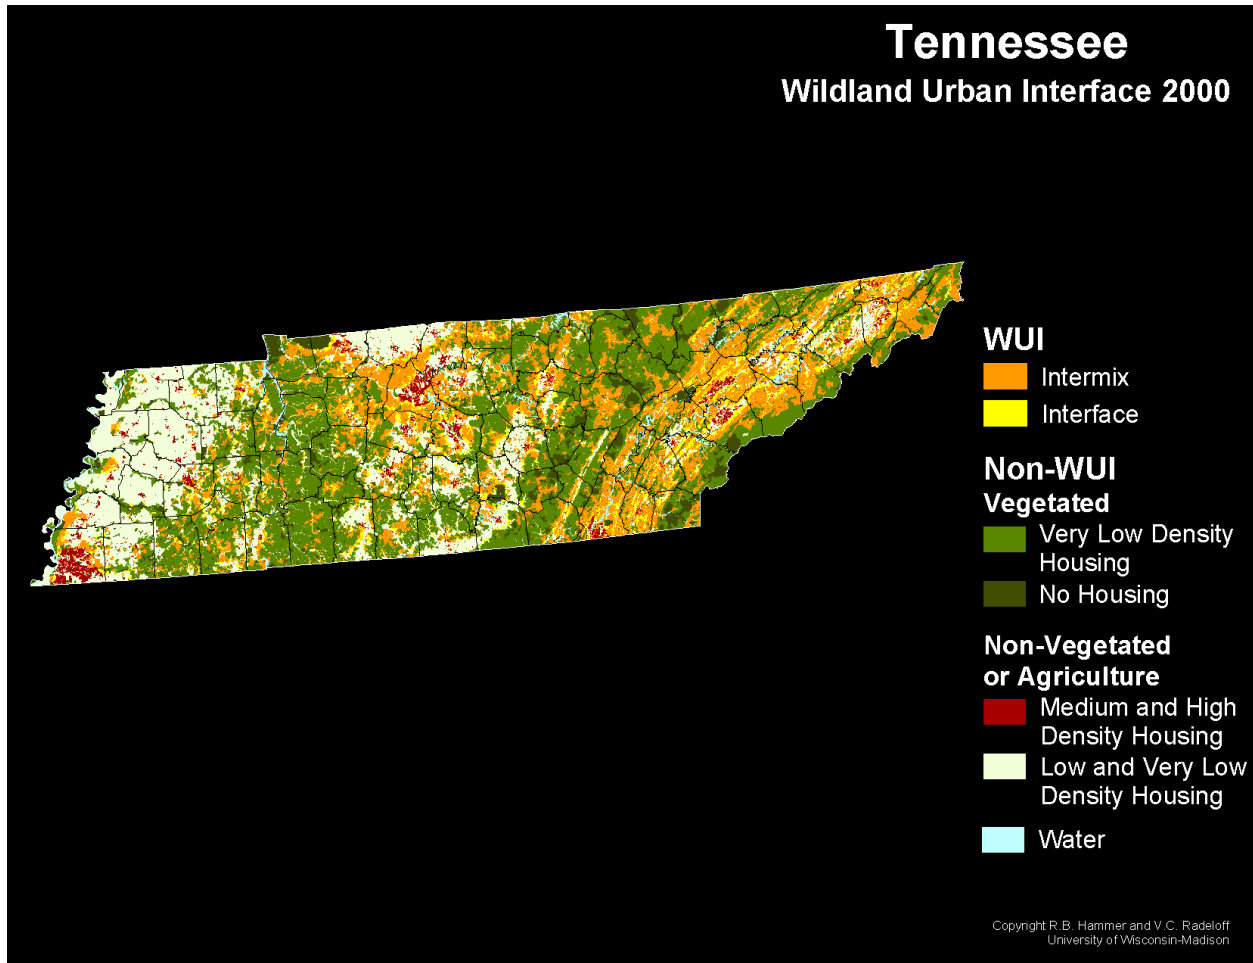 Tennessee
Wildland Urban Interface 2000
WUI
Intermix
Interface
Non-WUI
Vegetated
Very Low Density
Housing
No Housing
Non-Vegetated
or Agriculture
Medium and High
Density Housing
Low and Very Low
Density Housing
Water
Copyright R.B. Hammer and V.C. Radeloff
University of Wisconsin-Madison